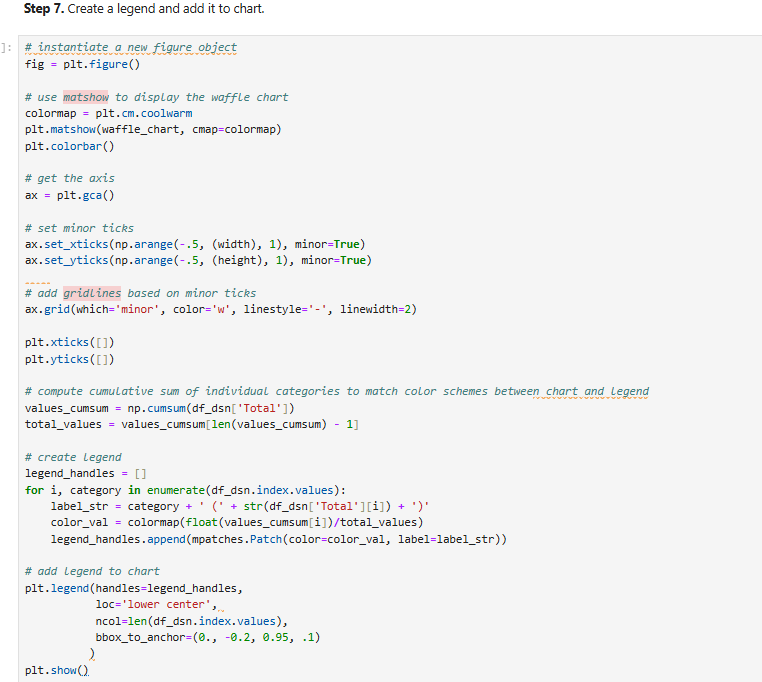 Step 7. Create a legend and add it to chart.
]:
# instantiate a new figure object
fig = plt.figure()
# use matshow to display the waffle chart
colormap = plt.cm.coolwarm
plt.matshow(waffle_chart, cmap=colormap)
plt.colorbar()
# get the axis
ax = plt.gca()
# set minor ticks
ax.set_xticks(np.arange(-.5, (width), 1), minor=True)
ax.set_yticks(np.arange(-.5, (height), 1), minor=True)
# add gridlines based on minor ticks
ax.grid(which='minor', color='w', linestyle='-', linewidth=2)
plt.xticks([])
plt.yticks([])
# compute cumulative sum of individual categories to match color schemes between chart and legend
values_cumsum = np.cumsum(df_dsn['Total'])
total_values = values_cumsum[len(values_cumsum) - 1]
# create legend
legend_handles = []
for i, category in enumerate(df_dsn.index.values):
    label_str = category + ' (' + str(df_dsn['Total'][i]) + ')'
    color_val = colormap(float(values_cumsum[i])/total_values)
    legend_handles.append(mpatches.Patch(color=color_val, label=label_str))
# add legend to chart
plt.legend(handles=legend_handles,
           loc='lower center',
           ncol=len(df_dsn.index.values),
           bbox_to_anchor=(0., -0.2, 0.95, .1)
          )
plt.show()